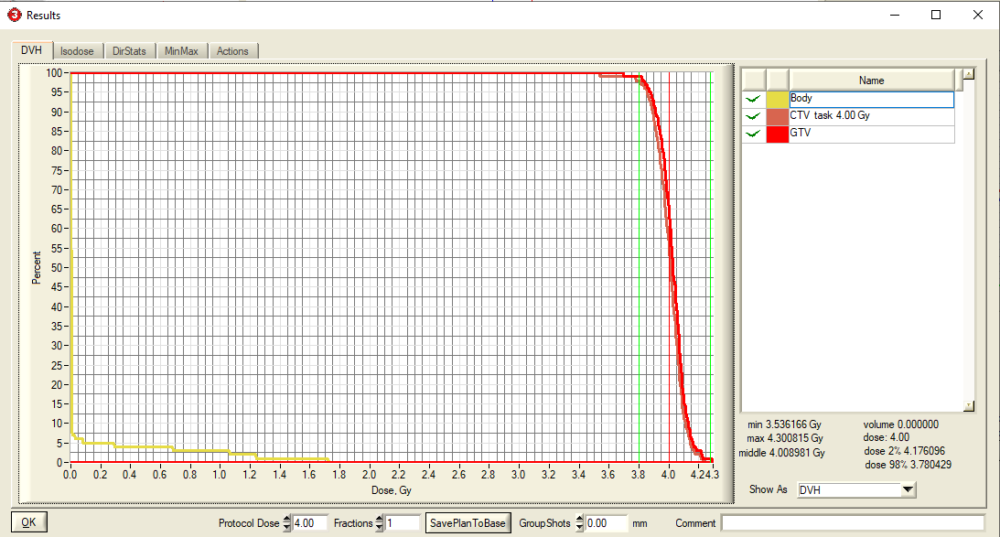 Results
DVH Isodose DirStats MinMax Actions
100
95
90
85
80
75
70
65
60
55
50
45
40
35
30
25
20
15
10
5
0
Percent
0.0 0.2 0.4 0.6 0.8 1.0 1.2 1.4 1.6 1.8 2.0 2.2 2.4 2.6 2.8 3.0 3.2 3.4 3.6 3.8 4.0 4.2 4.3
Dose, Gy
Name
Body
CTV task 4.00 Gy
GTV
min 3.536166 Gy
max 4.300815 Gy
middle 4.008981 Gy
volume 0.000000
dose: 4.00
dose 2% 4.176096
dose 98% 3.780429
Show As DVH
OK Protocol Dose 4.00 Fractions 1 SavePlanToBase GroupShots 0.00 mm Comment